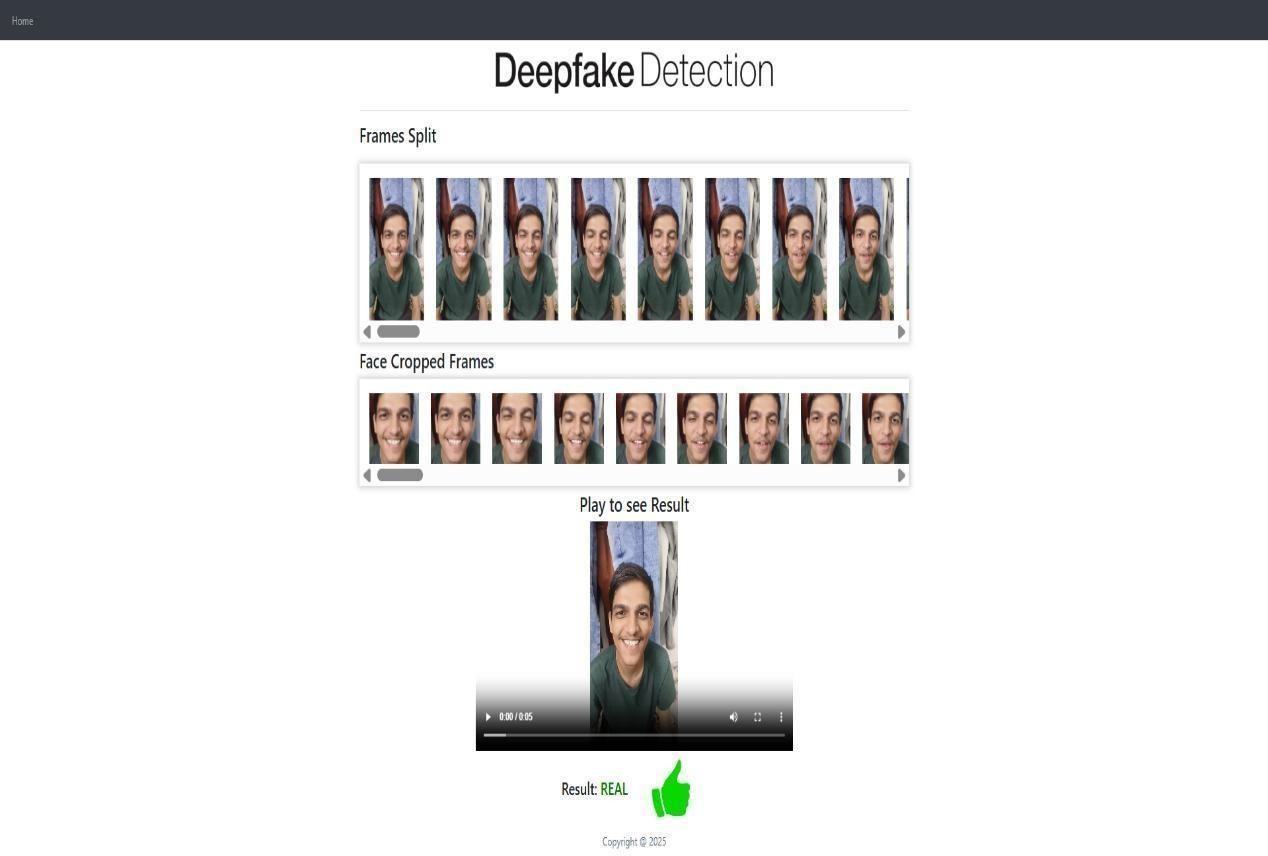 Home
Deepfake Detection
Frames Split
Face Cropped Frames
Play to see Result
0:00 / 0:05
Result: REAL
Copyright @ 2025